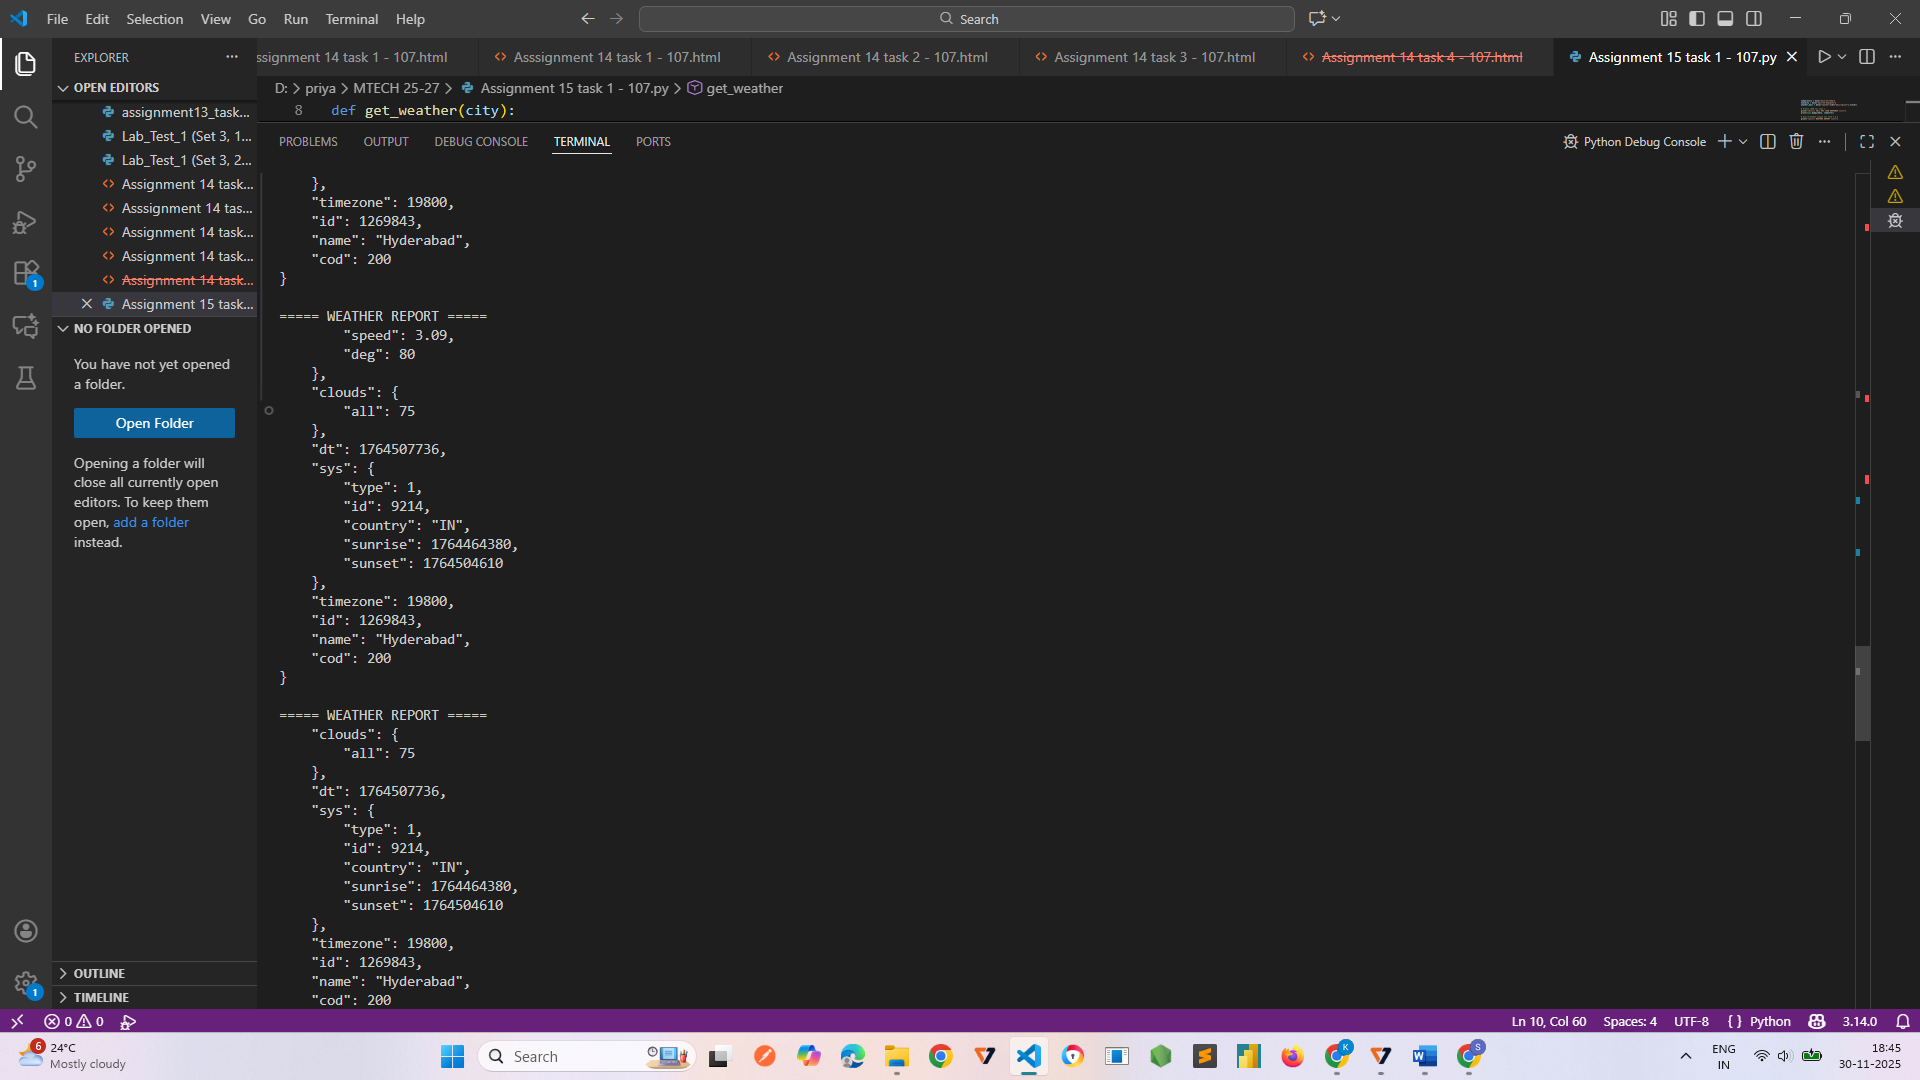 File Edit Selection View Go Run Terminal Help
Search
EXPLORER
ssignment 14 task 1 - 107.html
Asssignment 14 task 1 - 107.html
Assignment 14 task 2 - 107.html
Assignment 14 task 3 - 107.html
Assignment 14 task 4 - 107.html
Assignment 15 task 1 - 107.py
OPEN EDITORS
assignment13_task...
Lab_Test_1 (Set 3, 1...
Lab_Test_1 (Set 3, 2...
Assignment 14 task...
Asssignment 14 tas...
Assignment 14 task...
Assignment 14 task...
Assignment 14 task...
Assignment 15 task...
NO FOLDER OPENED
You have not yet opened
a folder.
Open Folder
Opening a folder will
close all currently open
editors. To keep them
open, add a folder
instead.
OUTLINE
TIMELINE
1
1
D: > priya > MTECH 25-27 > Assignment 15 task 1 - 107.py > get_weather
8 def get_weather(city):
PROBLEMS OUTPUT DEBUG CONSOLE TERMINAL PORTS
Python Debug Console
},
"timezone": 19800,
"id": 1269843,
"name": "Hyderabad",
"cod": 200
}
===== WEATHER REPORT =====
"speed": 3.09,
"deg": 80
},
"clouds": {
"all": 75
},
"dt": 1764507736,
"sys": {
"type": 1,
"id": 9214,
"country": "IN",
"sunrise": 1764464380,
"sunset": 1764504610
},
"timezone": 19800,
"id": 1269843,
"name": "Hyderabad",
"cod": 200
}
===== WEATHER REPORT =====
"clouds": {
"all": 75
},
"dt": 1764507736,
"sys": {
"type": 1,
"id": 9214,
"country": "IN",
"sunrise": 1764464380,
"sunset": 1764504610
},
"timezone": 19800,
"id": 1269843,
"name": "Hyderabad",
"cod": 200
0 0
Ln 10, Col 60 Spaces: 4 UTF-8 { } Python 3.14.0
6
24°C
Mostly cloudy
Search
K
S
ENG
IN
18:45
30-11-2025